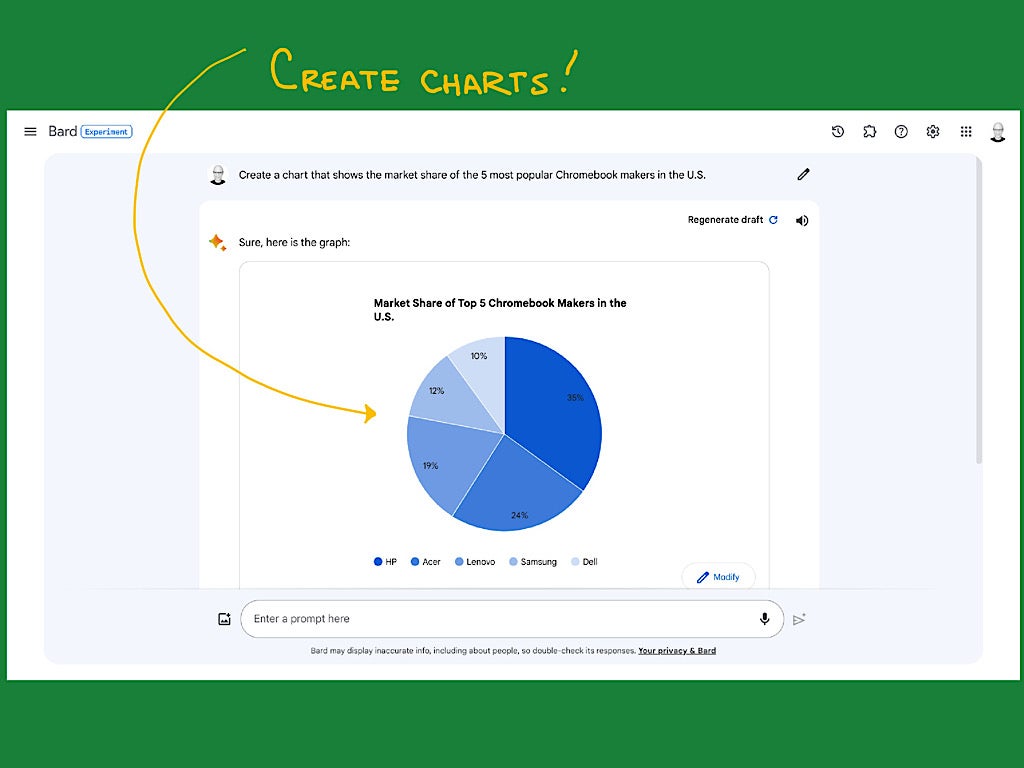 CREATE CHARTS!
Bard Experiment
Create a chart that shows the market share of the 5 most popular Chromebook makers in the U.S.
Regenerate draft
Sure, here is the graph:
Market Share of Top 5 Chromebook Makers in the
U.S.
10%
35%
12%
19%
24%
HP Acer Lenovo Samsung Dell
Modify
Enter a prompt here
Bard may display inaccurate info, including about people, so double-check its responses. Your privacy & Bard